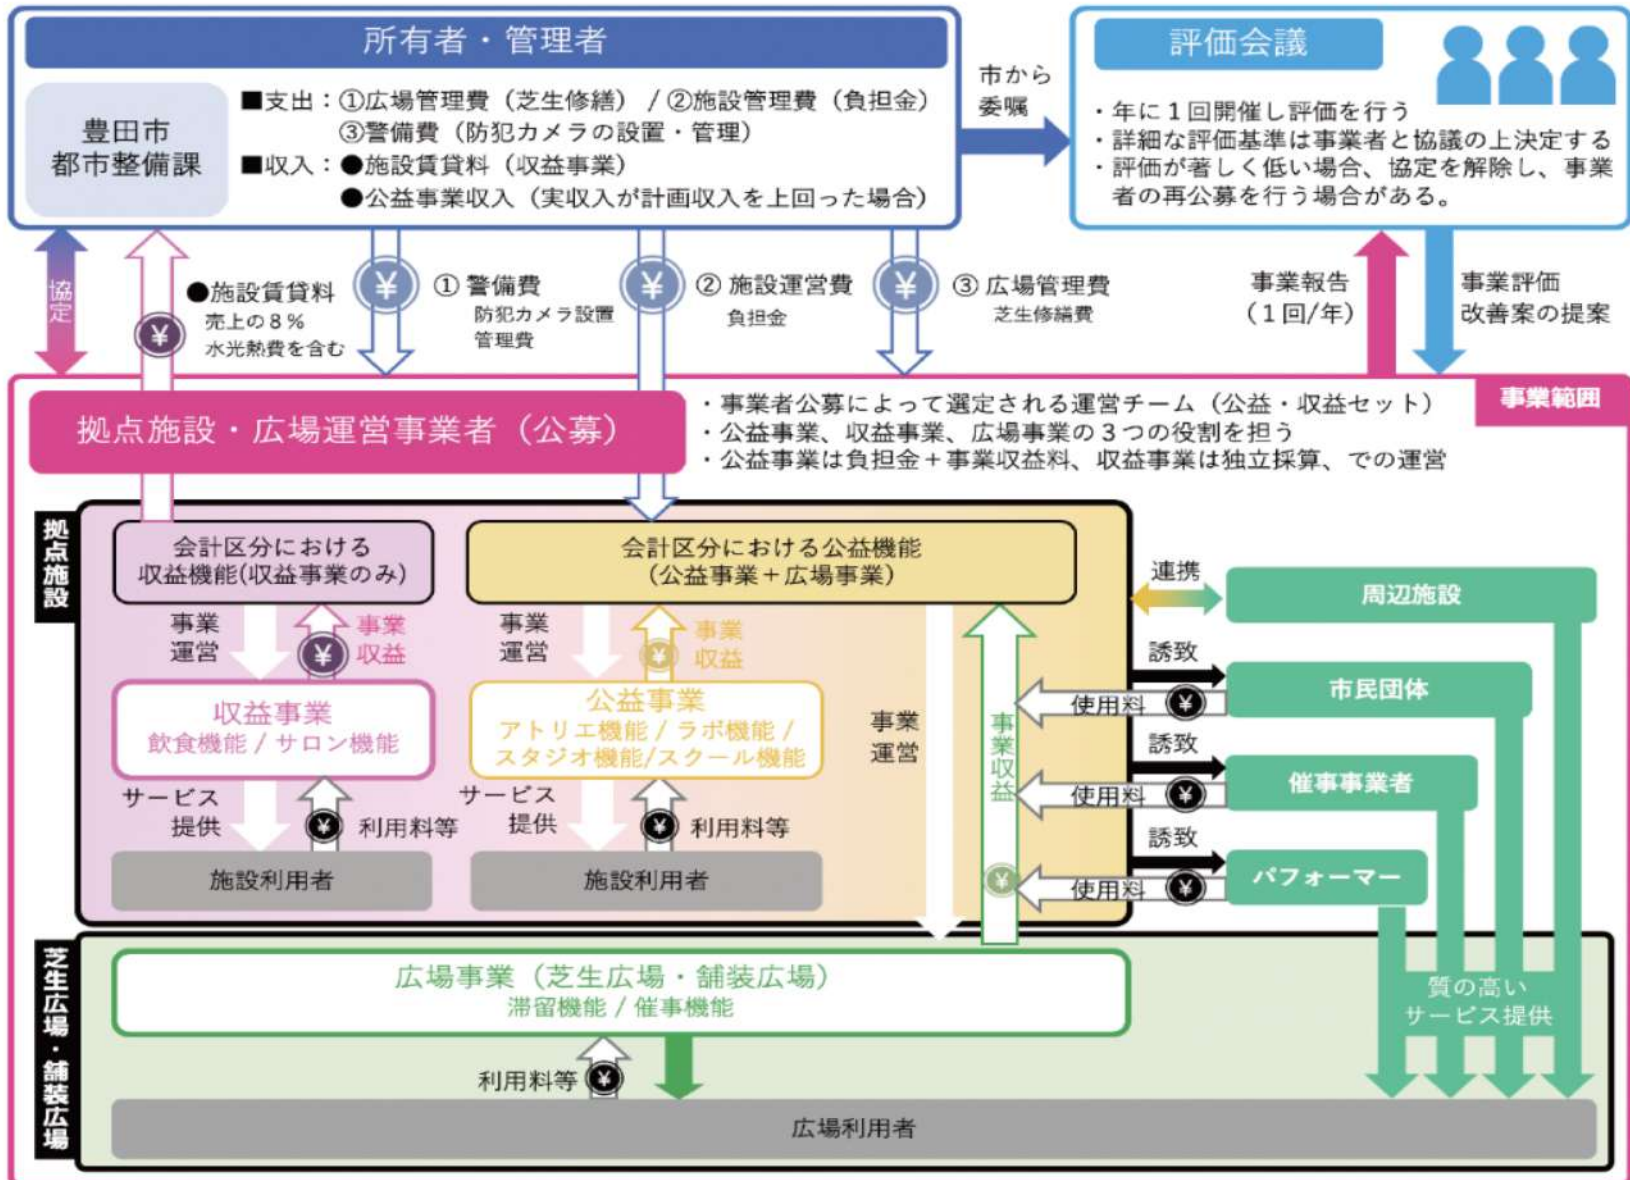 所有者・管理者
豊田市
都市整備課
■支出：①広場管理費（芝生修繕）/ ②施設管理費（負担金）
③警備費（防犯カメラの設置・管理）
■収入：●施設賃貸料（収益事業）
●公益事業収入（実収入が計画収入を上回った場合）
市から
委嘱
評価会議
・年に１回開催し評価を行う
・詳細な評価基準は事業者と協議の上決定する
・評価が著しく低い場合、協定を解除し、事業
者の再公募を行う場合がある。
協定
●施設賃貸料
売上の８％
水光熱費を含む
¥
¥
① 警備費
防犯カメラ設置
管理費
¥
② 施設運営費
負担金
¥
③ 広場管理費
芝生修繕費
事業報告
（１回/年）
事業評価
改善案の提案
事業範囲
拠点施設・広場運営事業者（公募）
・事業者公募によって選定される運営チーム（公益・収益セット）
・公益事業、収益事業、広場事業の３つの役割を担う
・公益事業は負担金＋事業収益料、収益事業は独立採算、での運営
拠点施設
会計区分における
収益機能(収益事業のみ)
会計区分における公益機能
(公益事業＋広場事業)
事業
運営
¥
事業
収益
事業
運営
¥
事業
収益
収益事業
飲食機能 / サロン機能
公益事業
アトリエ機能 / ラボ機能 /
スタジオ機能/スクール機能
サービス
提供
¥
利用料等
サービス
提供
¥
利用料等
施設利用者
施設利用者
事業
運営
事業収益
¥
連携
周辺施設
誘致
市民団体
使用料
¥
誘致
催事事業者
使用料
¥
誘致
パフォーマー
使用料
¥
質の高い
サービス提供
芝生広場・舗装広場
広場事業（芝生広場・舗装広場）
滞留機能 / 催事機能
利用料等
¥
広場利用者